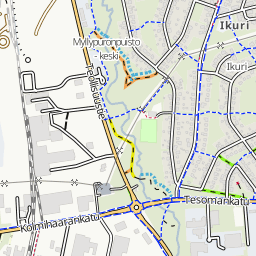 Ikuri
Myllypuronpuisto
keski
Ikuri
Teollisuustie
Tesomankatu
Kolmihaarankatu